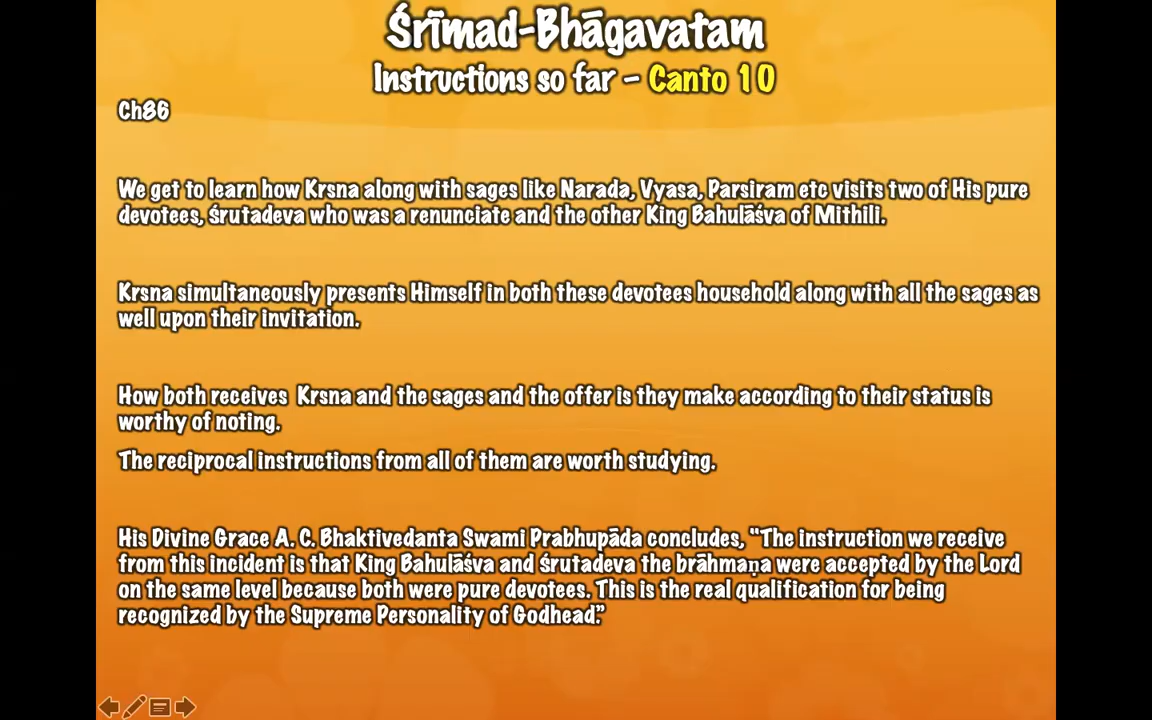 Śrīmad-Bhāgavatam
Instructions so far - Canto 10
Ch86
We get to learn how Krsna along with sages like Narada, Vyasa, Parsiram etc visits two of His pure
devotees, śrutadeva who was a renunciate and the other King Bahulāśva of Mithili.
Krsna simultaneously presents Himself in both these devotees household along with all the sages as
well upon their invitation.
How both receives  Krsna and the sages and the offer is they make according to their status is
worthy of noting.
The reciprocal instructions from all of them are worth studying.
His Divine Grace A. C. Bhaktivedanta Swami Prabhupāda concludes, "The instruction we receive
from this incident is that King Bahulāśva and śrutadeva the brāhmaṇa were accepted by the Lord
on the same level because both were pure devotees. This is the real qualification for being
recognized by the Supreme Personality of Godhead."